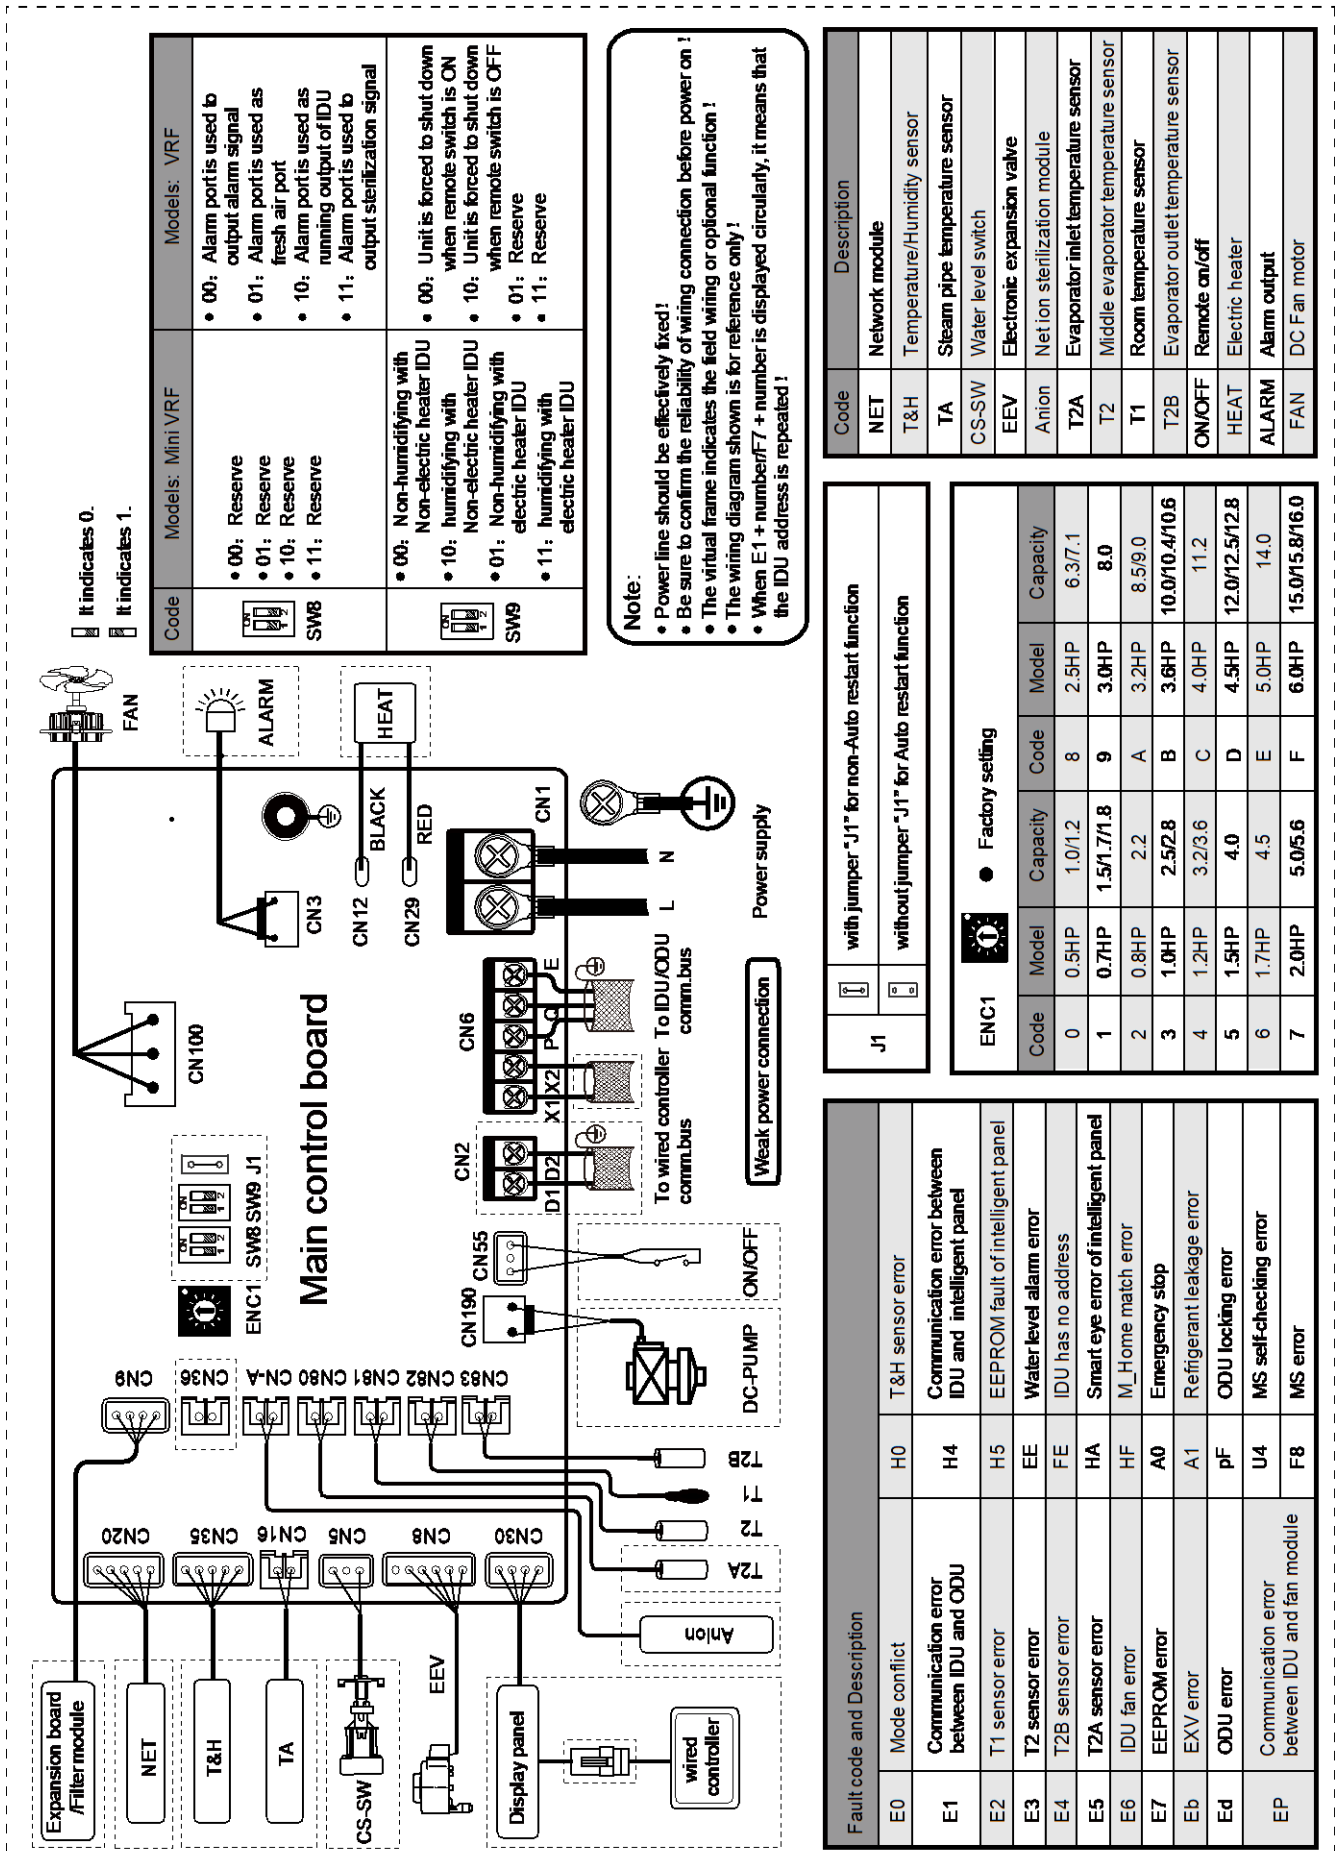 Expansion board
/Filter module
NET
T&H
TA
CS-SW
EEV
Display panel
wired
controller
Anion
T2A
T2
T1
T2B
CN20
CN35
CN16
CN5
CN8
CN30
CN9
CN36
CN-A
CN80
CN81
CN82
CN83
ENC1
SW8
SW9
J1
ON
1 2
ON
1 2
Main control board
CN100
FAN
CN3
ALARM
CN12
BLACK
CN29
RED
HEAT
CN190
DC-PUMP
CN55
ON/OFF
CN2
D1 D2
CN6
X1 X2
P Q E
To wired controller
comm.bus
To IDU/ODU
comm.bus
Weak power connection
CN1
L
N
Power supply
It indicates 0.
It indicates 1.
Code Models: Mini VRF Models: VRF
ON
1 2
SW8
● 00: Reserve
● 01: Reserve
● 10: Reserve
● 11: Reserve
● 00: Alarm port is used to
output alarm signal
● 01: Alarm port is used as
fresh air port
● 10: Alarm port is used as
running output of IDU
● 11: Alarm port is used to
output sterilization signal
ON
1 2
SW9
● 00: Non-humidifying with
Non-electric heater IDU
● 10: humidifying with
Non-electric heater IDU
● 01: Non-humidifying with
electric heater IDU
● 11: humidifying with
electric heater IDU
● 00: Unit is forced to shut down
when remote switch is ON
● 10: Unit is forced to shut down
when remote switch is OFF
● 01: Reserve
● 11: Reserve
Note:
● Power line should be effectively fixed!
● Be sure to confirm the reliability of wiring connection before power on !
● The virtual frame indicates the field wiring or optional function !
● The wiring diagram shown is for reference only !
● When E1 + number/F7 + number is displayed circularly, it means that
the IDU address is repeated !
Fault code and Description
E0 Mode conflict H0 T&H sensor error
E1 Communication error
between IDU and ODU
H4 Communication error between
IDU and intelligent panel
E2 T1 sensor error H5 EEPROM fault of intelligent panel
E3 T2 sensor error EE Water level alarm error
E4 T2B sensor error FE IDU has no address
E5 T2A sensor error HA Smart eye error of intelligent panel
E6 IDU fan error HF M_Home match error
E7 EEPROM error A0 Emergency stop
Eb EXV error A1 Refrigerant leakage error
Ed ODU error pF ODU locking error
EP Communication error
between IDU and fan module
U4 MS self-checking error
F8 MS error
J1
with jumper "J1" for non-Auto restart function
without jumper "J1" for Auto restart function
ENC1 ● Factory setting
Code Model Capacity Code Model Capacity
0 0.5HP 1.0/1.2 8 2.5HP 6.3/7.1
1 0.7HP 1.5/1.7/1.8 9 3.0HP 8.0
2 0.8HP 2.2 A 3.2HP 8.5/9.0
3 1.0HP 2.5/2.8 B 3.6HP 10.0/10.4/10.6
4 1.2HP 3.2/3.6 C 4.0HP 11.2
5 1.5HP 4.0 D 4.5HP 12.0/12.5/12.8
6 1.7HP 4.5 E 5.0HP 14.0
7 2.0HP 5.0/5.6 F 6.0HP 15.0/15.8/16.0
Code Description
NET Network module
T&H Temperature/Humidity sensor
TA Steam pipe temperature sensor
CS-SW Water level switch
EEV Electronic expansion valve
Anion Net ion sterilization module
T2A Evaporator inlet temperature sensor
T2 Middle evaporator temperature sensor
T1 Room temperature sensor
T2B Evaporator outlet temperature sensor
ON/OFF Remote on/off
HEAT Electric heater
ALARM Alarm output
FAN DC Fan motor